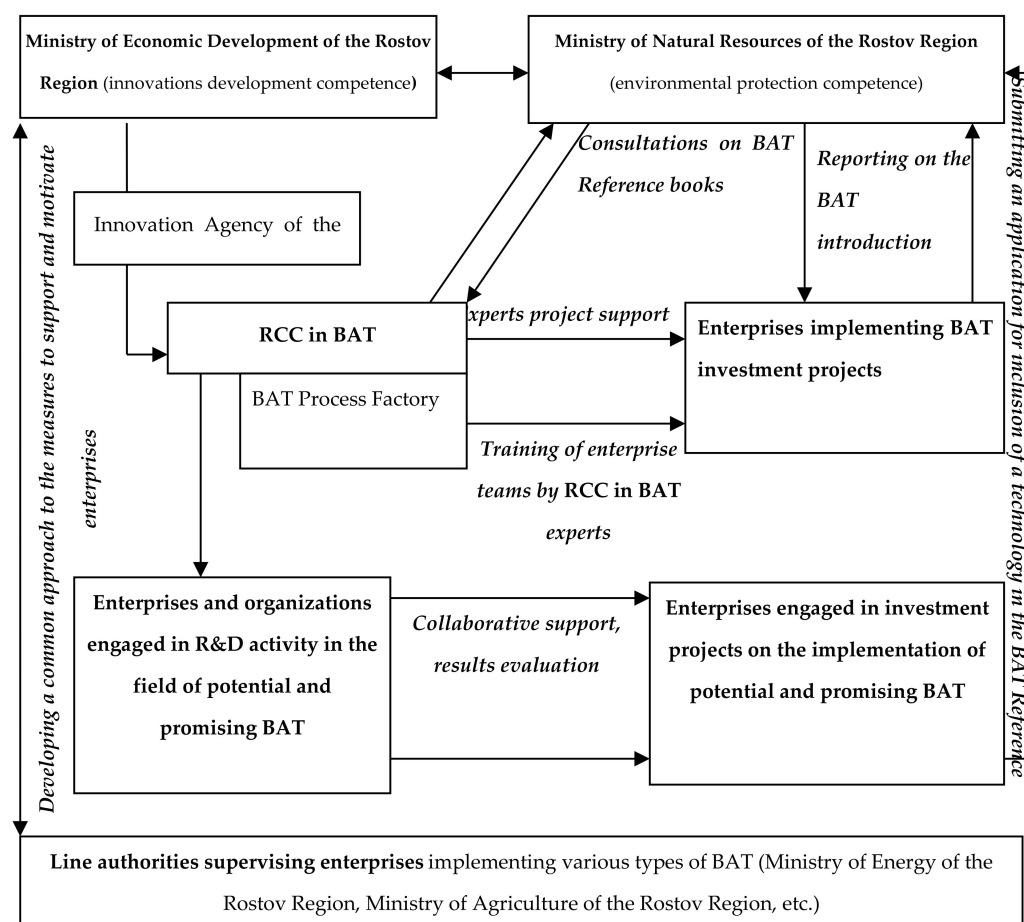 Ministry of Economic Development of the Rostov
Region (innovations development competence)
Ministry of Natural Resources of the Rostov Region
(environmental protection competence)
Consultations on BAT
Reference books
Reporting on the
BAT
introduction
Innovation Agency of the
RCC in BAT
BAT Process Factory
xperts project support
Enterprises implementing BAT
investment projects
Training of enterprise
teams by RCC in BAT
experts
Developing a common approach to the measures to support and motivate
enterprises
Submitting an application for inclusion of a technology in the BAT Reference
Enterprises and organizations
engaged in R&D activity in the
field of potential and
promising BAT
Collaborative support,
results evaluation
Enterprises engaged in investment
projects on the implementation of
potential and promising BAT
Line authorities supervising enterprises implementing various types of BAT (Ministry of Energy of the
Rostov Region, Ministry of Agriculture of the Rostov Region, etc.)